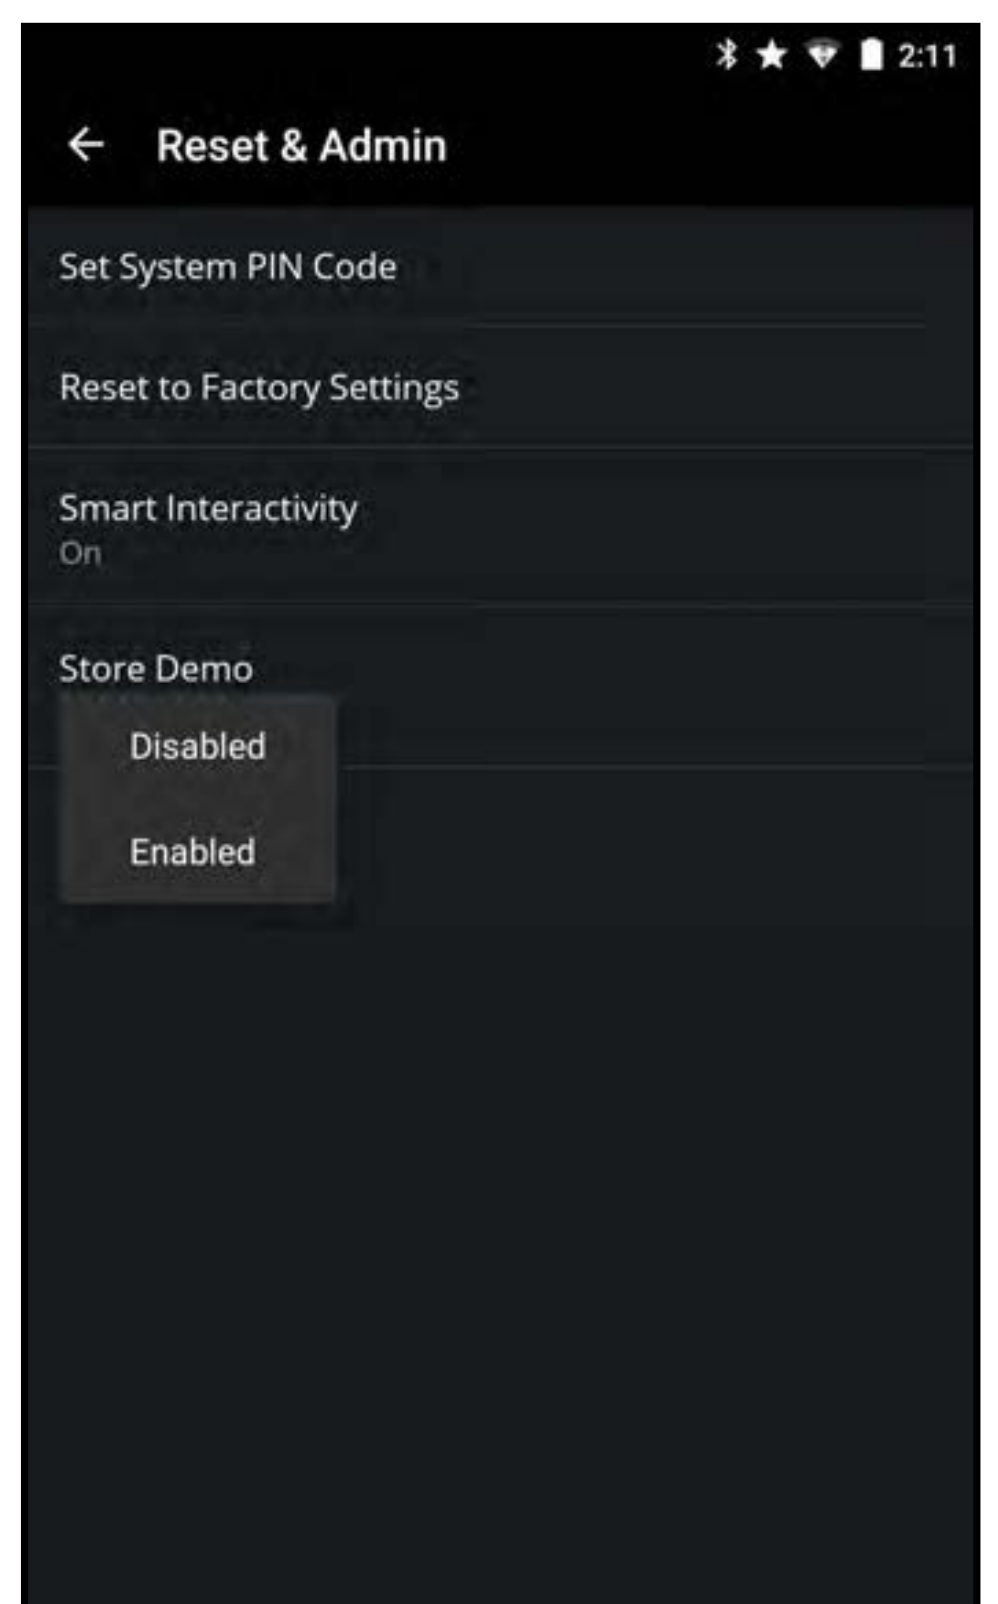 2:11
Reset & Admin
Set System PIN Code
Reset to Factory Settings
Smart Interactivity
On
Store Demo
Disabled
Enabled